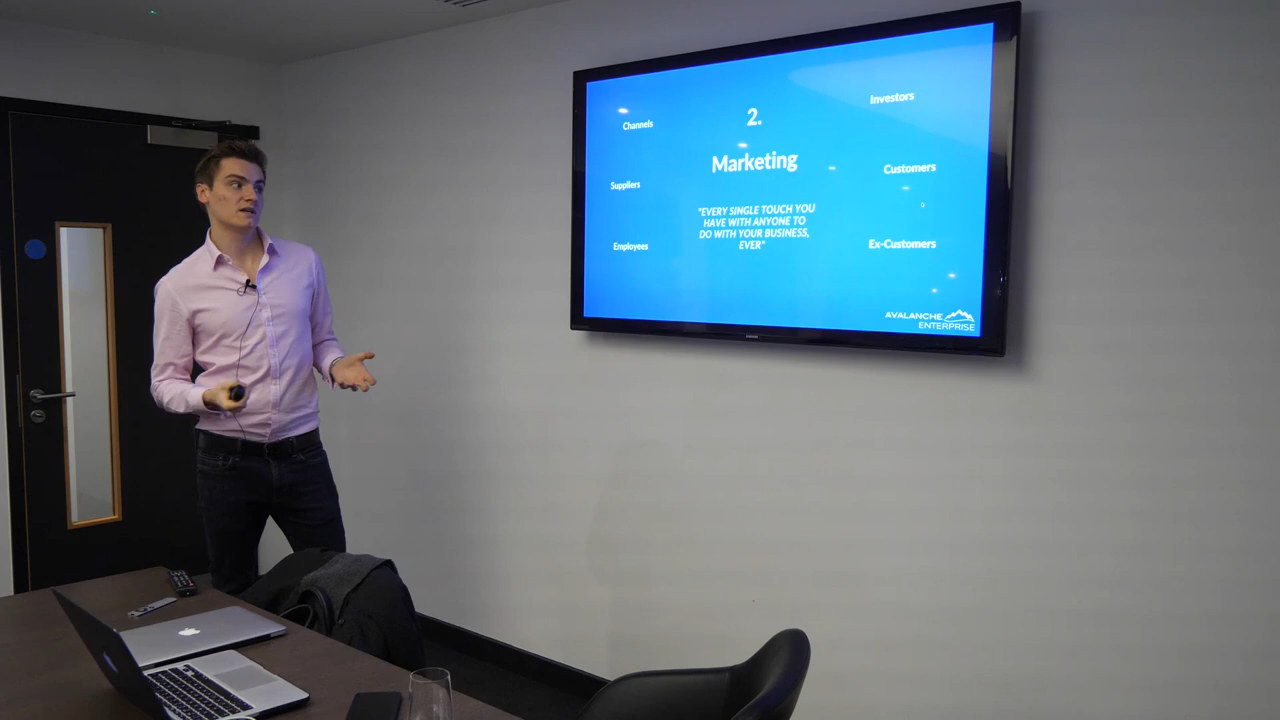 2.
Marketing
"EVERY SINGLE TOUCH YOU
HAVE WITH ANYONE TO
DO WITH YOUR BUSINESS,
EVER"
Channels
Suppliers
Employees
Investors
Customers
Ex-Customers
AVALANCHE
ENTERPRISE